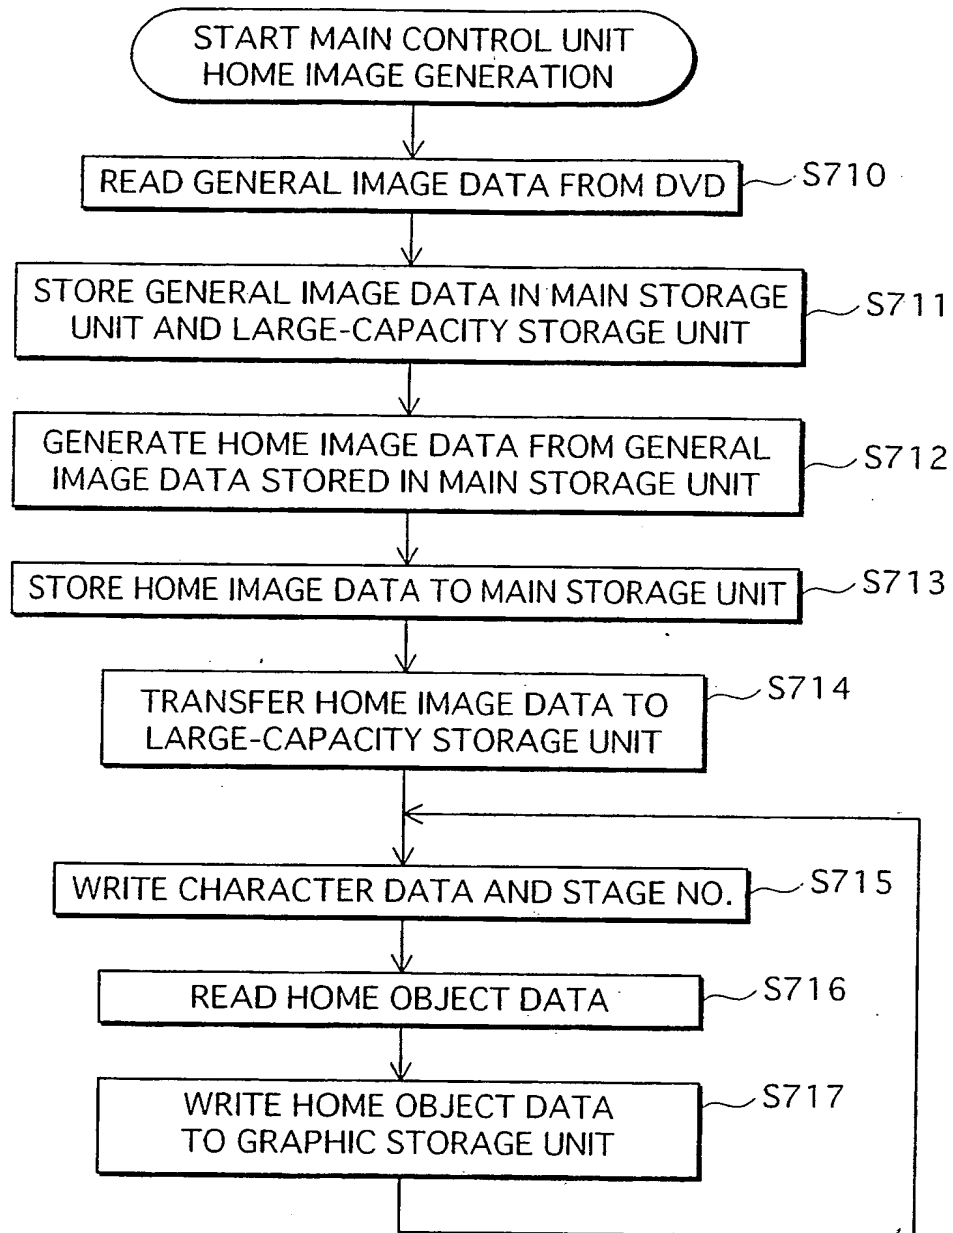 START MAIN CONTROL UNIT
HOME IMAGE GENERATION
READ GENERAL IMAGE DATA FROM DVD
S710
STORE GENERAL IMAGE DATA IN MAIN STORAGE
UNIT AND LARGE-CAPACITY STORAGE UNIT
S711
GENERATE HOME IMAGE DATA FROM GENERAL
IMAGE DATA STORED IN MAIN STORAGE UNIT
S712
STORE HOME IMAGE DATA TO MAIN STORAGE UNIT
S713
TRANSFER HOME IMAGE DATA TO
LARGE-CAPACITY STORAGE UNIT
S714
WRITE CHARACTER DATA AND STAGE NO.
S715
READ HOME OBJECT DATA
S716
WRITE HOME OBJECT DATA
TO GRAPHIC STORAGE UNIT
S717